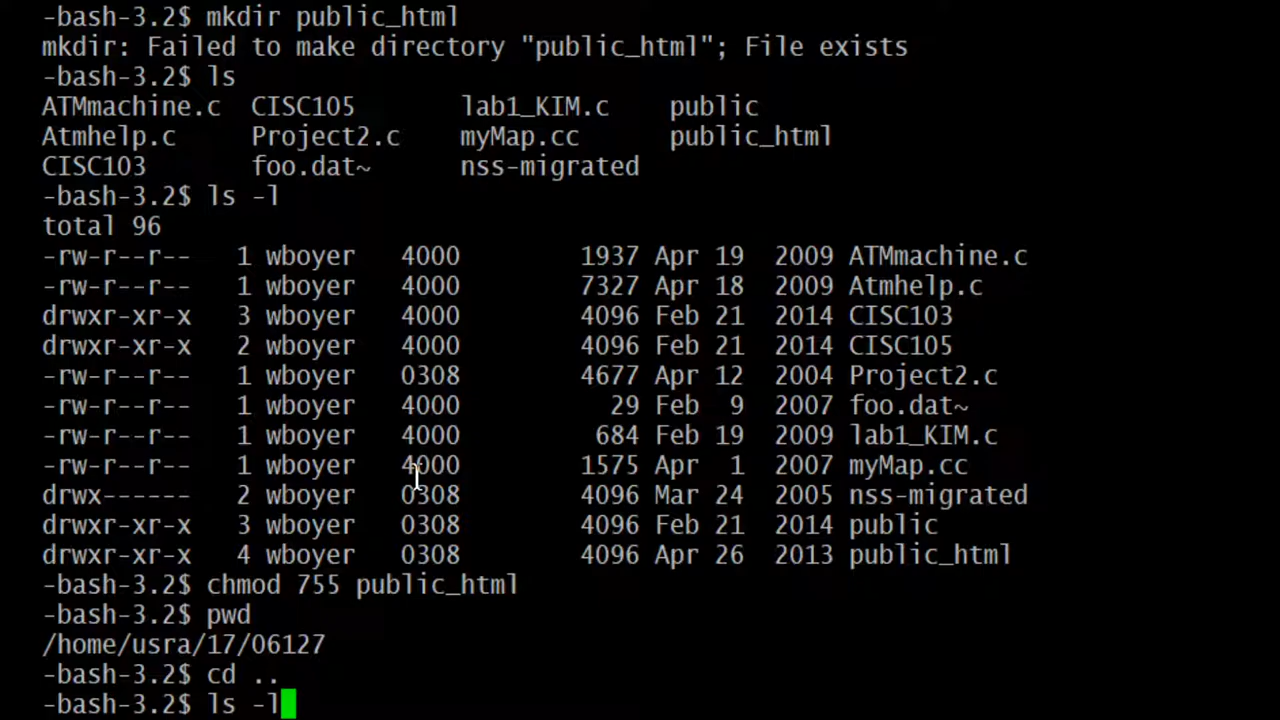 -bash-3.2$ mkdir public_html
mkdir: Failed to make directory "public_html"; File exists
-bash-3.2$ ls
ATMmachine.c  CISC105       lab1_KIM.c    public
Atmhelp.c     Project2.c    myMap.cc      public_html
CISC103       foo.dat~      nss-migrated
-bash-3.2$ ls -l
total 96
-rw-r--r--   1 wboyer   4000        1937 Apr 19  2009 ATMmachine.c
-rw-r--r--   1 wboyer   4000        7327 Apr 18  2009 Atmhelp.c
drwxr-xr-x   3 wboyer   4000        4096 Feb 21  2014 CISC103
drwxr-xr-x   2 wboyer   4000        4096 Feb 21  2014 CISC105
-rw-r--r--   1 wboyer   0308        4677 Apr 12  2004 Project2.c
-rw-r--r--   1 wboyer   4000          29 Feb  9  2007 foo.dat~
-rw-r--r--   1 wboyer   4000         684 Feb 19  2009 lab1_KIM.c
-rw-r--r--   1 wboyer   4000        1575 Apr  1  2007 myMap.cc
drwx------   2 wboyer   0308        4096 Mar 24  2005 nss-migrated
drwxr-xr-x   3 wboyer   0308        4096 Feb 21  2014 public
drwxr-xr-x   4 wboyer   0308        4096 Apr 26  2013 public_html
-bash-3.2$ chmod 755 public_html
-bash-3.2$ pwd
/home/usra/17/06127
-bash-3.2$ cd ..
-bash-3.2$ ls -l